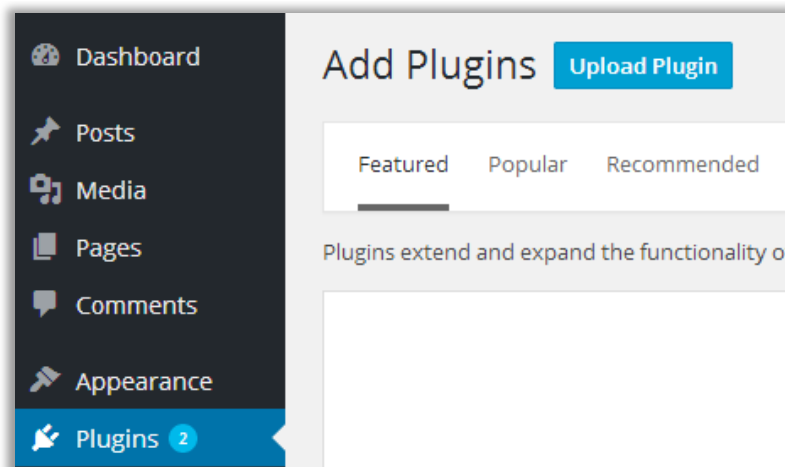 Dashboard
Posts
Media
Pages
Comments
Appearance
Plugins 2
Add Plugins Upload Plugin
Featured Popular Recommended
Plugins extend and expand the functionality o